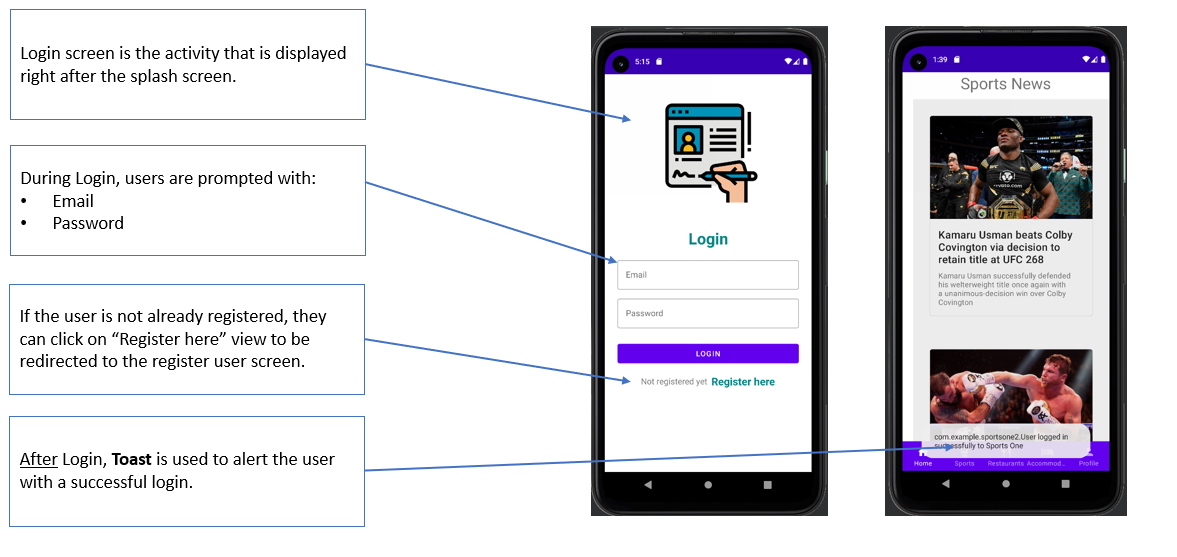 Login screen is the activity that is displayed
right after the splash screen.
During Login, users are prompted with:
• Email
• Password
If the user is not already registered, they
can click on “Register here” view to be
redirected to the register user screen.
After Login, Toast is used to alert the user
with a successful login.
5:15
Login
Email
Password
LOGIN
Not registered yet Register here
1:39
Sports News
Kamaru Usman beats Colby
Covington via decision to
retain title at UFC 268
Kamaru Usman successfully defended
his welterweight title once again with
a unanimous-decision win over Colby
Covington
com.example.sportsone2.User logged in
successfully to Sports One
Home Sports Restaurants Accommod... Profile